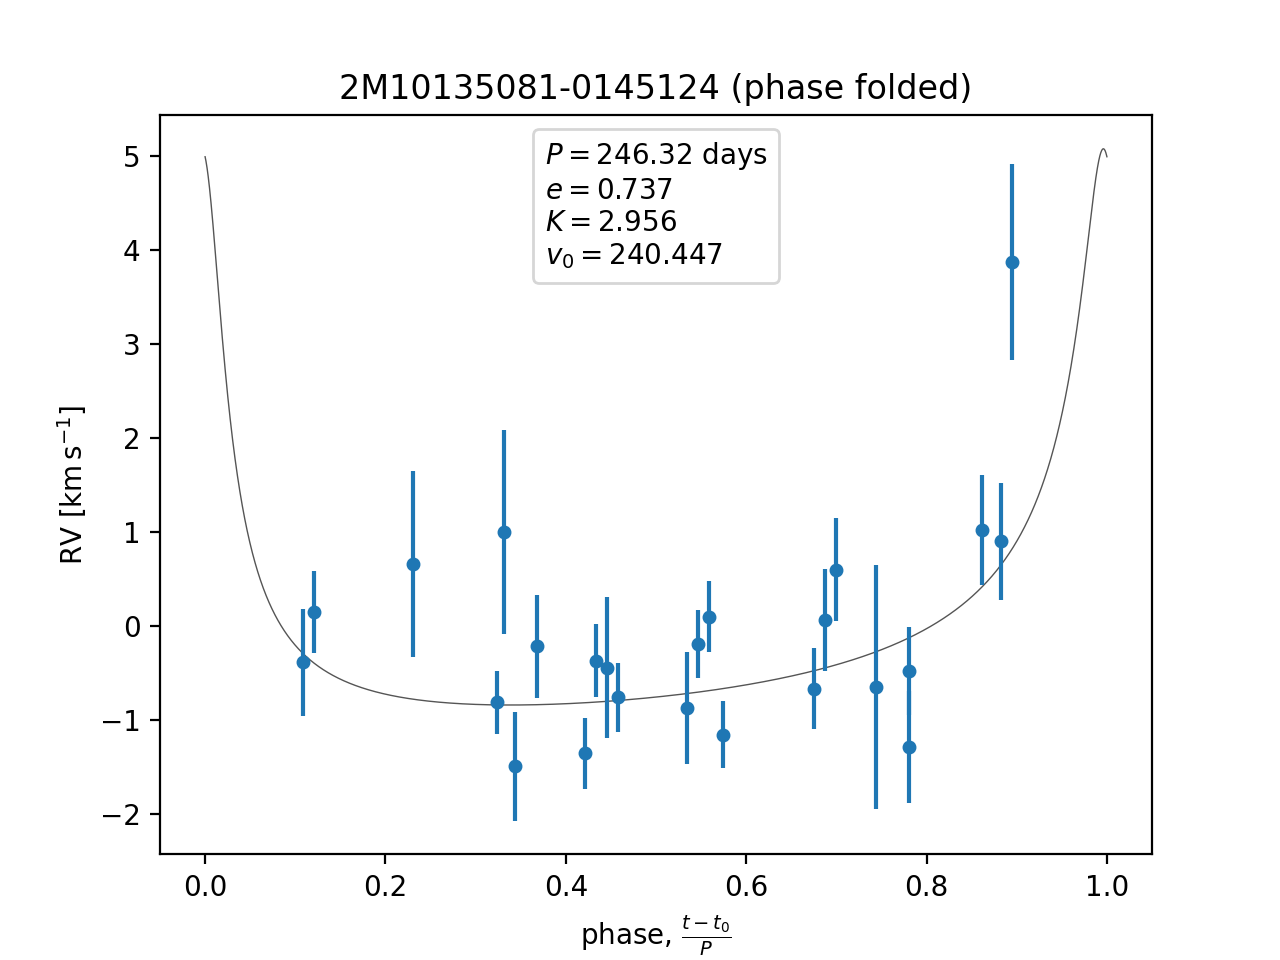 2M10135081-0145124 (phase folded)
P = 246.32 days
e = 0.737
K = 2.956
v₀ = 240.447
5
4
3
2
1
0
−1
−2
RV [km s⁻¹]
0.0 0.2 0.4 0.6 0.8 1.0
phase, (t − t₀)/P